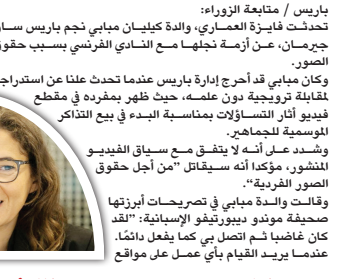 باريس / متابعة الزوراء:
تحدثت فايزة العماري، والدة كيليان مبابي نجم باريس سان
جيرمان، عن أزمة نجلها مع النادي الفرنسي بسبب حقوق
الصور.
وكان مبابي قد أحرج إدارة باريس عندما تحدث علنا عن استدراجه
لمقابلة ترويجية دون علمه، حيث ظهر بمفرده في مقطع
فيديو أثار التساؤلات بمناسبة البدء في بيع التذاكر
الموسمية للجماهير.
وشدد على أنه لا يتفق مع سياق الفيديو
المنشور، مؤكدا أنه سيقاتل "من أجل حقوق
الصور الفردية".
وقالت والدة مبابي في تصريحات أبرزتها
صحيفة موندو ديبورتيفو الإسبانية: "لقد
كان غاضبا ثم اتصل بي كما يفعل دائمًا.
عندما يريد القيام بأي عمل على مواقع